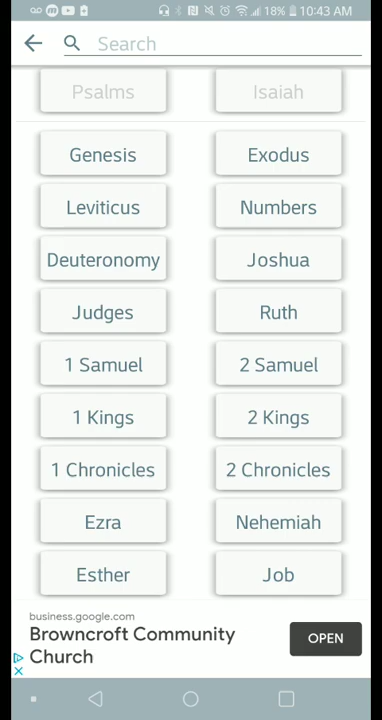 18% 10:43 AM
Search
Psalms Isaiah
Genesis Exodus
Leviticus Numbers
Deuteronomy Joshua
Judges Ruth
1 Samuel 2 Samuel
1 Kings 2 Kings
1 Chronicles 2 Chronicles
Ezra Nehemiah
Esther Job
business.google.com
Browncroft Community
Church
OPEN